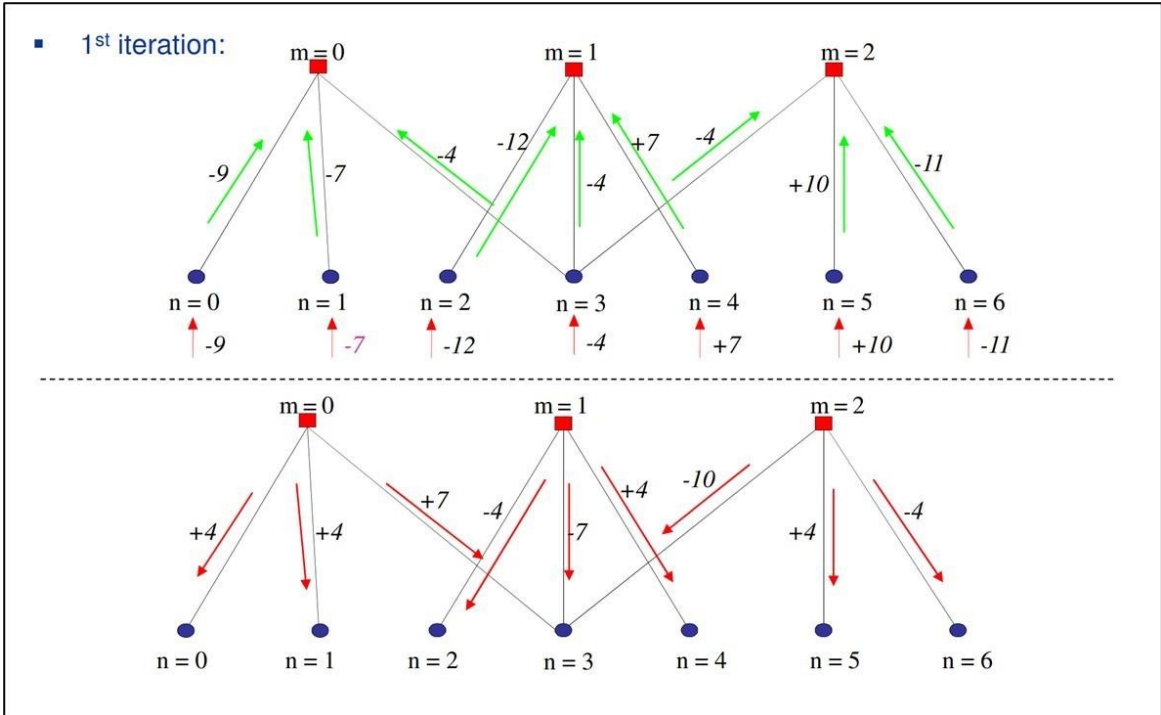 ▪ 1st iteration:
m = 0 m = 1 m = 2
-9 -7 -4 -12 -4 +7 -4 +10 -11
n = 0 n = 1 n = 2 n = 3 n = 4 n = 5 n = 6
-9 -7 -12 -4 +7 +10 -11
m = 0 m = 1 m = 2
+4 +4 +7 -4 -7 +4 -10 +4 -4
n = 0 n = 1 n = 2 n = 3 n = 4 n = 5 n = 6